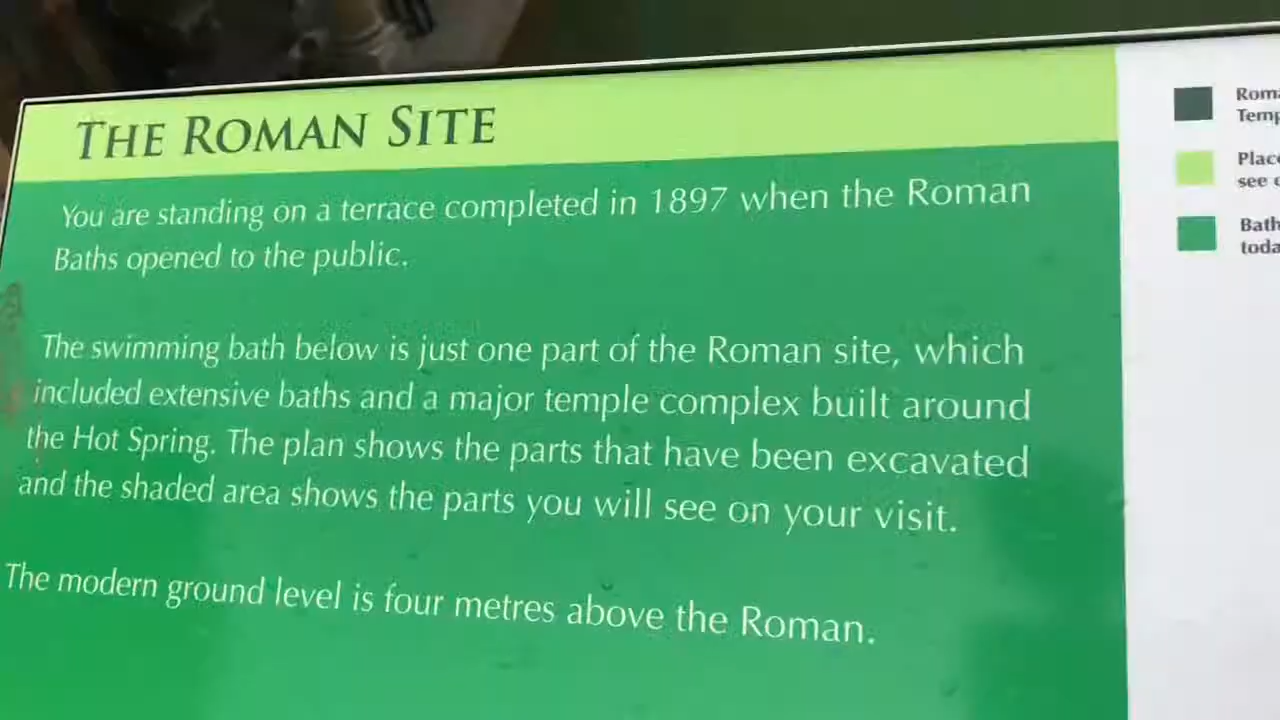 THE ROMAN SITE
You are standing on a terrace completed in 1897 when the Roman
Baths opened to the public.
The swimming bath below is just one part of the Roman site, which
included extensive baths and a major temple complex built around
the Hot Spring. The plan shows the parts that have been excavated
and the shaded area shows the parts you will see on your visit.
The modern ground level is four metres above the Roman.
see